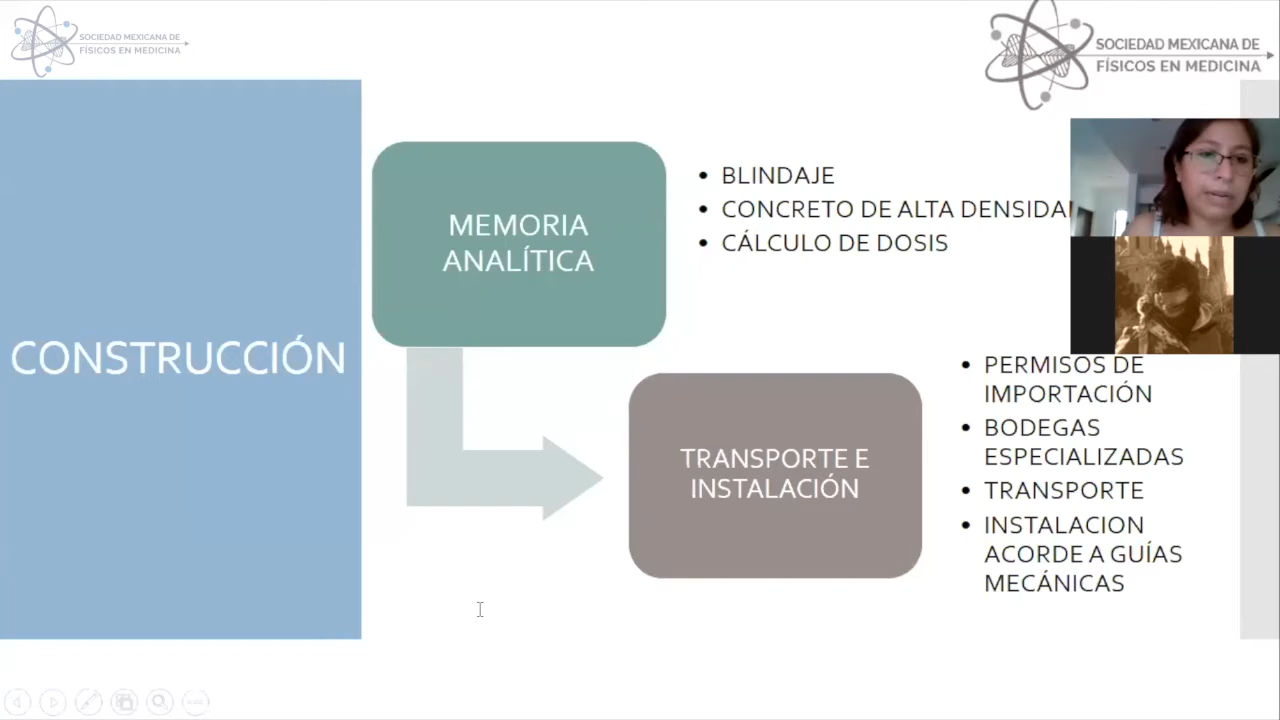 SOCIEDAD MEXICANA DE
FÍSICOS EN MEDICINA
SOCIEDAD MEXICANA DE
FÍSICOS EN MEDICINA
CONSTRUCCIÓN
MEMORIA
ANALÍTICA
• BLINDAJE
• CONCRETO DE ALTA
• CÁLCULO DE DOSIS
TRANSPORTE E
INSTALACIÓN
• PERMISOS DE
IMPORTACIÓN
• BODEGAS
ESPECIALIZADAS
• TRANSPORTE
• INSTALACION
ACORDE A GUÍAS
MECÁNICAS